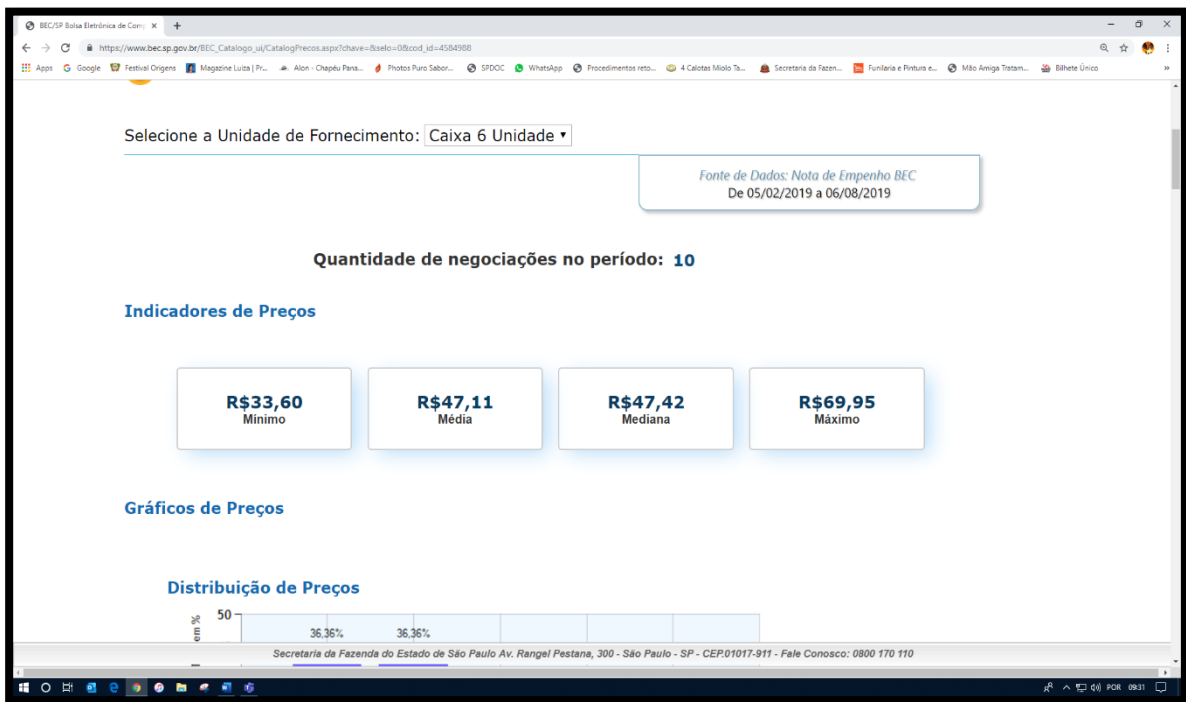 BEC/SP Bolsa Eletrônica de Comp
https://www.bec.sp.gov.br/BEC_Catalogo_ui/CatalogPrecos.aspx?chave=&selo=0&cod_id=4584988
Apps Google Festival Origens Magazine Luiza | Pr... Alon - Chapéu Pana... Photos Puro Sabor... SPDOC WhatsApp Procedimentos reto... 4 Calotas Miolo Ta... Secretaria da Fazen... Funilaria e Pintura e... Mão Amiga Tratam... Bilhete Único »
Selecione a Unidade de Fornecimento: Caixa 6 Unidade
Fonte de Dados: Nota de Empenho BEC
De 05/02/2019 a 06/08/2019
Quantidade de negociações no período: 10
Indicadores de Preços
R$33,60 R$47,11 R$47,42 R$69,95
Mínimo Média Mediana Máximo
Gráficos de Preços
Distribuição de Preços
50
em %
36,36% 36,36%
Secretaria da Fazenda do Estado de São Paulo Av. Rangel Pestana, 300 - São Paulo - SP - CEP.01017-911 - Fale Conosco: 0800 170 110
POR 09:31